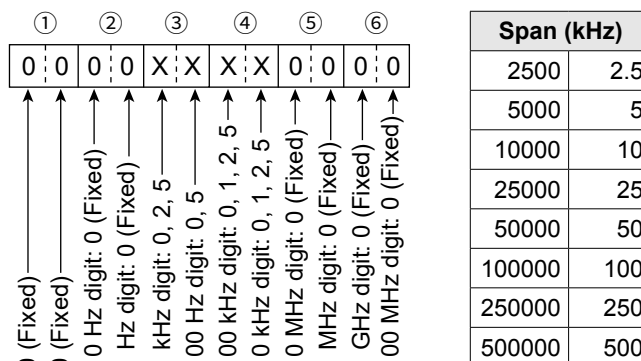 ① ② ③ ④ ⑤ ⑥
0 0 0 0 X X X X 0 0 0 0
(Fixed)
(Fixed)
0 Hz digit: 0 (Fixed)
Hz digit: 0 (Fixed)
kHz digit: 0, 2, 5
00 Hz digit: 0, 5
00 kHz digit: 0, 1, 2, 5
0 kHz digit: 0, 1, 2, 5
0 MHz digit: 0 (Fixed)
MHz digit: 0 (Fixed)
GHz digit: 0 (Fixed)
00 MHz digit: 0 (Fixed)
Span (kHz)
2500 2.5
5000 5
10000 10
25000 25
50000 50
100000 100
250000 250
500000 500